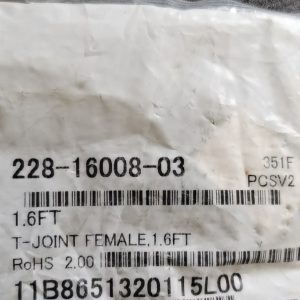 228-16008-03
351F
PCSV2
1.6FT
T-JOINT FEMALE,1.6FT
RoHS 2.00
11B8651320115L00